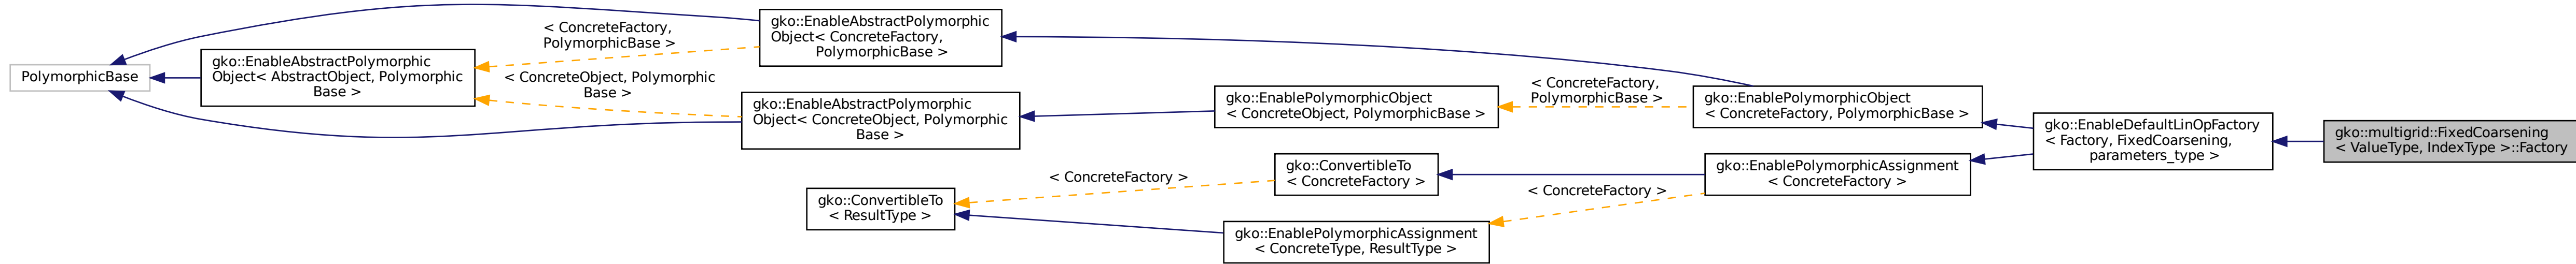 PolymorphicBase
gko::EnableAbstractPolymorphic
Object< AbstractObject, Polymorphic
Base >
< ConcreteFactory,
PolymorphicBase >
< ConcreteObject, Polymorphic
Base >
gko::EnableAbstractPolymorphic
Object< ConcreteFactory,
PolymorphicBase >
gko::EnableAbstractPolymorphic
Object< ConcreteObject, Polymorphic
Base >
gko::ConvertibleTo
< ResultType >
< ConcreteFactory >
gko::EnablePolymorphicObject
< ConcreteObject, PolymorphicBase >
gko::ConvertibleTo
< ConcreteFactory >
gko::EnablePolymorphicAssignment
< ConcreteType, ResultType >
< ConcreteFactory,
PolymorphicBase >
< ConcreteFactory >
gko::EnablePolymorphicObject
< ConcreteFactory, PolymorphicBase >
gko::EnablePolymorphicAssignment
< ConcreteFactory >
gko::EnableDefaultLinOpFactory
< Factory, FixedCoarsening,
parameters_type >
gko::multigrid::FixedCoarsening
< ValueType, IndexType >::Factory